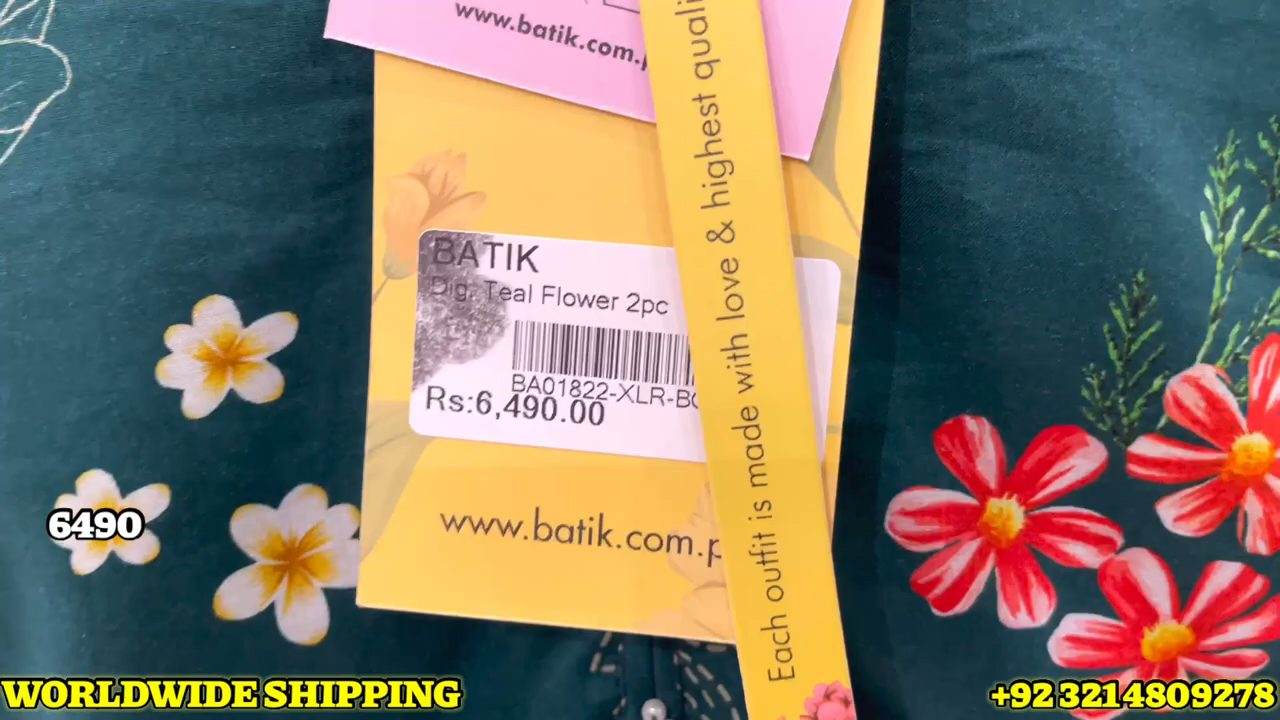 www.batik.com.p
Each outfit is made with love & highest quali
BATIK
Dig. Teal Flower 2pc
BA01822-XLR-BO
Rs:6,490.00
www.batik.com.p
6490
WORLDWIDE SHIPPING
+92 3214809278